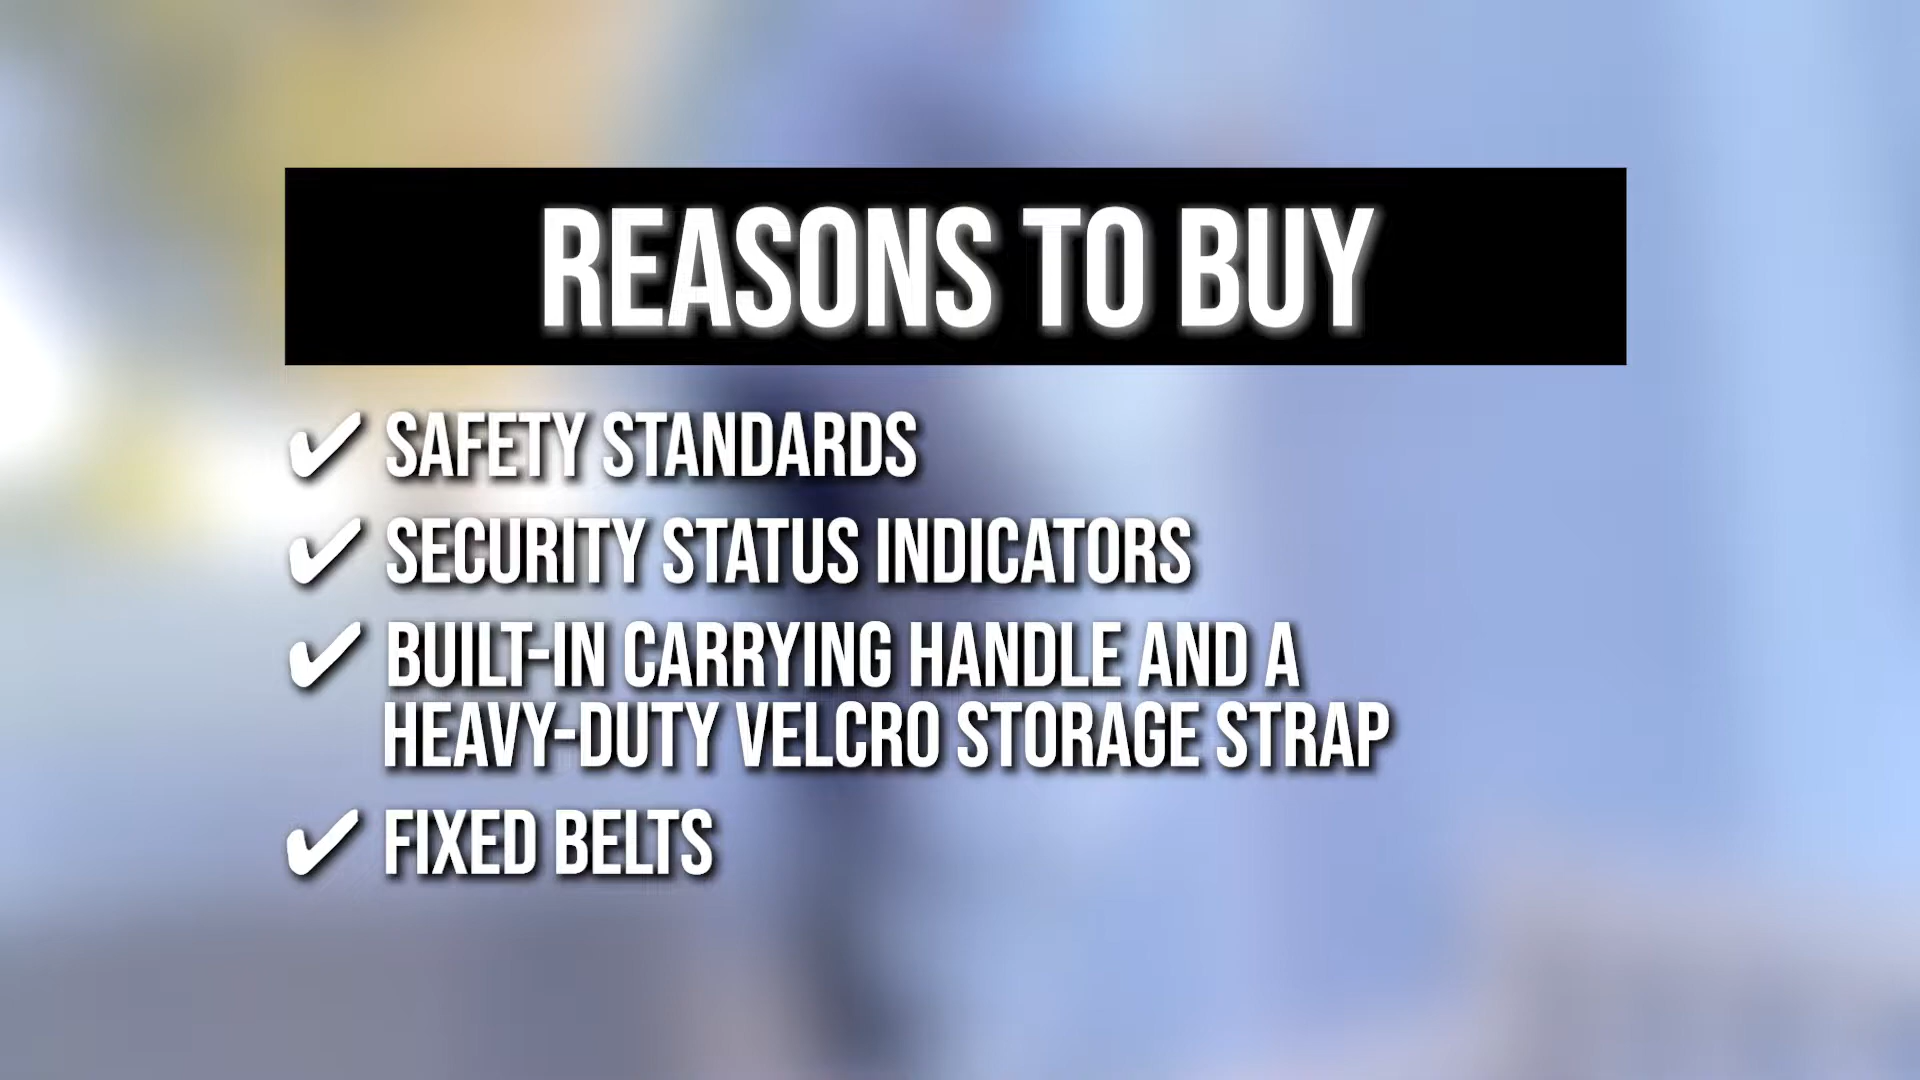 REASONS TO BUY
✔ SAFETY STANDARDS
✔ SECURITY STATUS INDICATORS
✔ BUILT-IN CARRYING HANDLE AND A
HEAVY-DUTY VELCRO STORAGE STRAP
✔ FIXED BELTS